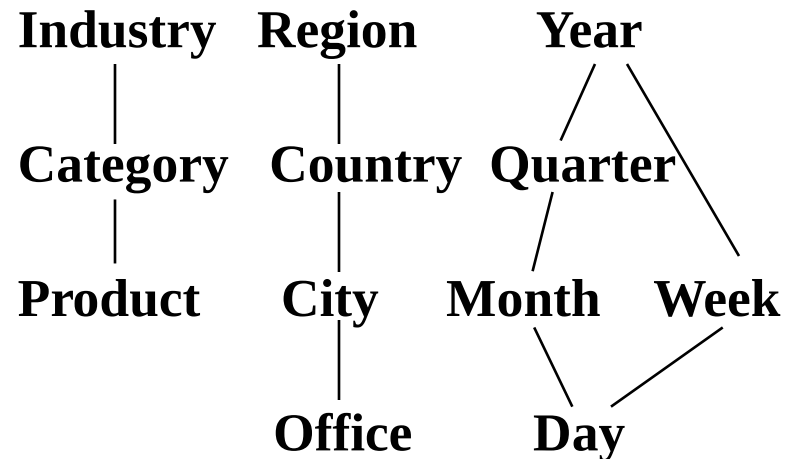 Industry Region Year
Category Country Quarter
Product City Month Week
Office Day